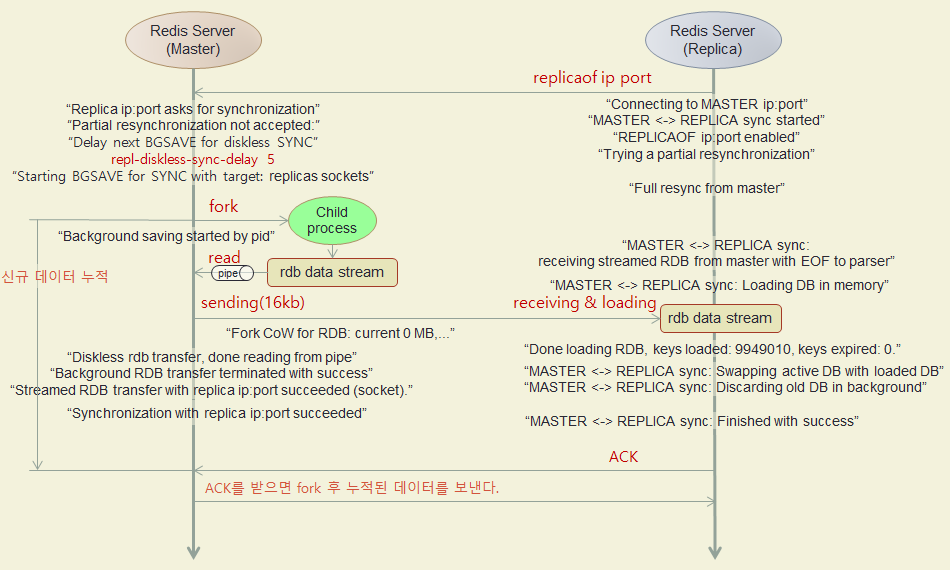 Redis Server
(Master)
Redis Server
(Replica)
replicaof ip port
“Replica ip:port asks for synchronization”
“Partial resynchronization not accepted:”
“Delay next BGSAVE for diskless SYNC”
repl-diskless-sync-delay 5
“Starting BGSAVE for SYNC with target: replicas sockets”
“Connecting to MASTER ip:port”
“MASTER <-> REPLICA sync started”
“REPLICAOF ip:port enabled”
“Trying a partial resynchronization”
“Full resync from master”
fork
Child
process
“Background saving started by pid”
신규 데이터 누적
read
pipe
rdb data stream
“MASTER <-> REPLICA sync:
receiving streamed RDB from master with EOF to parser”
“MASTER <-> REPLICA sync: Loading DB in memory”
sending(16kb)
receiving & loading
rdb data stream
“Fork CoW for RDB: current 0 MB,...”
“Diskless rdb transfer, done reading from pipe”
“Background RDB transfer terminated with success”
“Streamed RDB transfer with replica ip:port succeeded (socket).”
“Synchronization with replica ip:port succeeded”
“Done loading RDB, keys loaded: 9949010, keys expired: 0.”
“MASTER <-> REPLICA sync: Swapping active DB with loaded DB”
“MASTER <-> REPLICA sync: Discarding old DB in background”
“MASTER <-> REPLICA sync: Finished with success”
ACK
ACK를 받으면 fork 후 누적된 데이터를 보낸다.